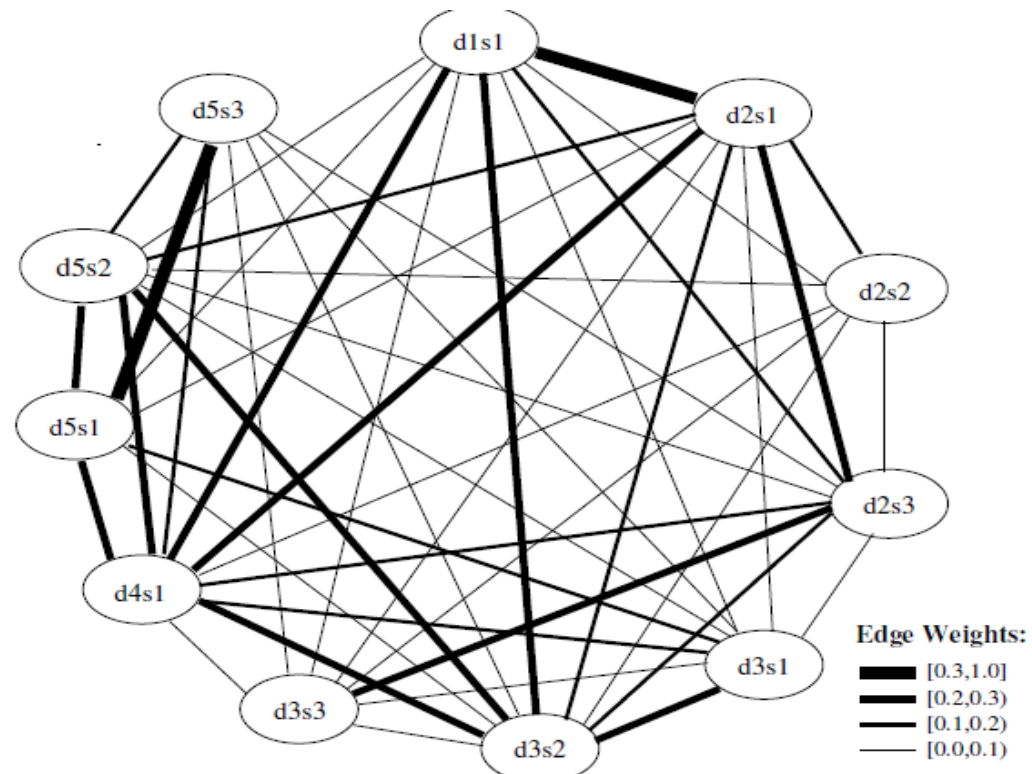 d1s1
d5s3
d2s1
d5s2
d2s2
d5s1
d2s3
d4s1
d3s1
d3s3
d3s2
Edge Weights:
[0.3,1.0]
[0.2,0.3)
[0.1,0.2)
[0.0,0.1)